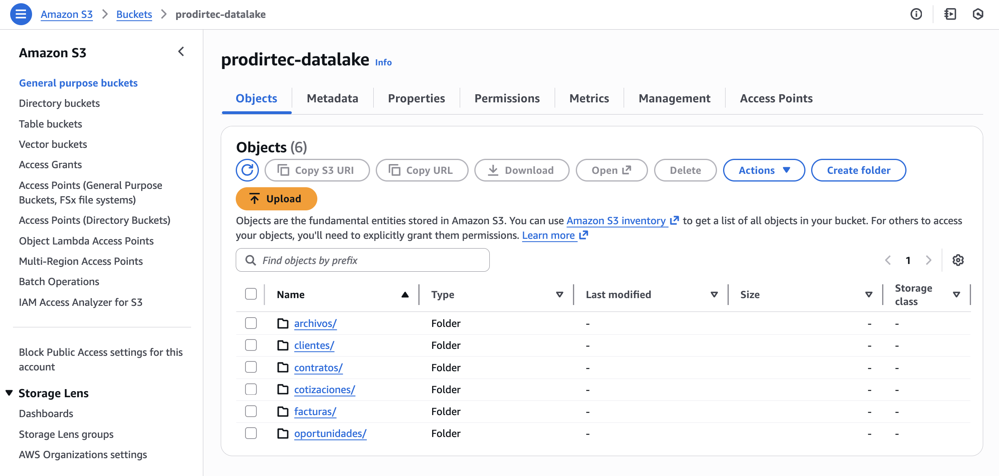 Amazon S3 > Buckets > prodirtec-datalake
Amazon S3
General purpose buckets
Directory buckets
Table buckets
Vector buckets
Access Grants
Access Points (General Purpose
Buckets, FSx file systems)
Access Points (Directory Buckets)
Object Lambda Access Points
Multi-Region Access Points
Batch Operations
IAM Access Analyzer for S3
Block Public Access settings for this
account
Storage Lens
Dashboards
Storage Lens groups
AWS Organizations settings
prodirtec-datalake Info
Objects Metadata Properties Permissions Metrics Management Access Points
Objects (6)
Copy S3 URI Copy URL Download Open Delete Actions Create folder
Upload
Objects are the fundamental entities stored in Amazon S3. You can use Amazon S3 inventory to get a list of all objects in your bucket. For others to access
your objects, you'll need to explicitly grant them permissions. Learn more
Find objects by prefix
1
Name Type Last modified Size Storage
class
archivos/ Folder - - -
clientes/ Folder - - -
contratos/ Folder - - -
cotizaciones/ Folder - - -
facturas/ Folder - - -
oportunidades/ Folder - - -